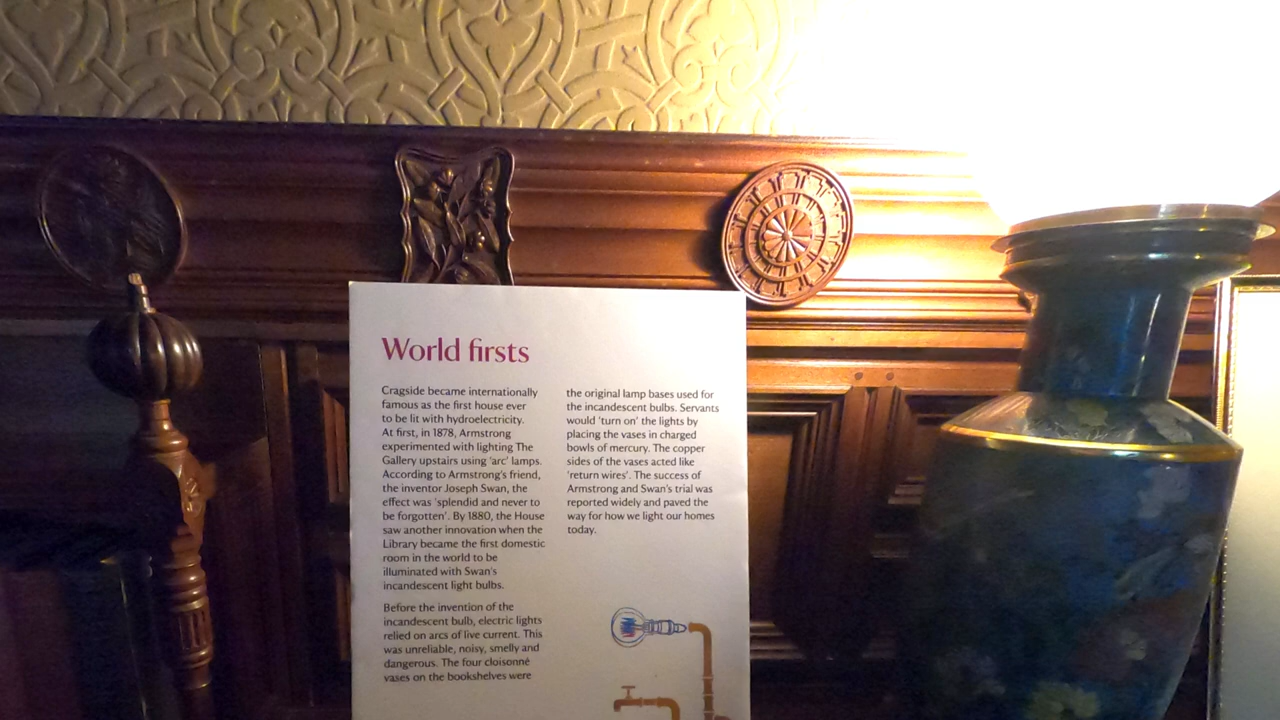 World firsts
Cragside became internationally
famous as the first house ever
to be lit with hydroelectricity.
At first, in 1878, Armstrong
experimented with lighting The
Gallery upstairs using 'arc' lamps.
According to Armstrong's friend,
the inventor Joseph Swan, the
effect was 'splendid and never to
be forgotten'. By 1880, the House
saw another innovation when the
Library became the first domestic
room in the world to be
illuminated with Swan's
incandescent light bulbs.
Before the invention of the
incandescent bulb, electric lights
relied on arcs of live current. This
was unreliable, noisy, smelly and
dangerous. The four cloisonné
vases on the bookshelves were
the original lamp bases used for
the incandescent bulbs. Servants
would 'turn on' the lights by
placing the vases in charged
bowls of mercury. The copper
sides of the vases acted like
'return wires'. The success of
Armstrong and Swan's trial was
reported widely and paved the
way for how we light our homes
today.